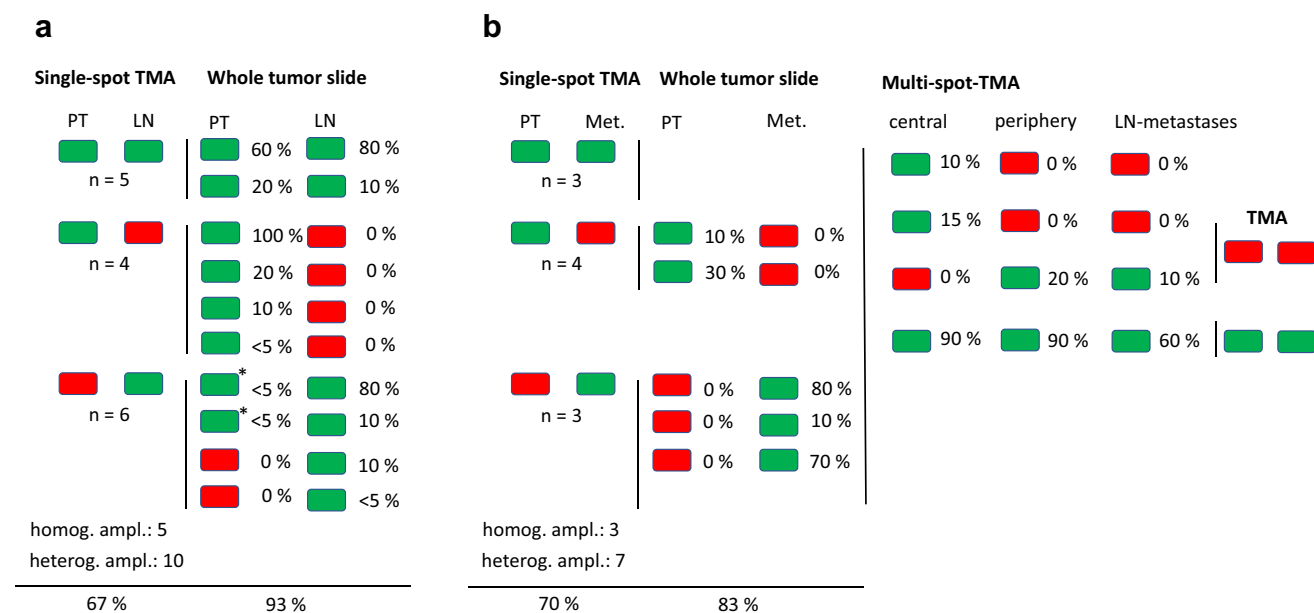 a
Single-spot TMA Whole tumor slide
PT LN PT LN
60 % 80 %
n = 5
20 % 10 %
100 % 0 %
n = 4
20 % 0 %
10 % 0 %
<5 % 0 %
* <5 % 80 %
n = 6
* <5 % 10 %
0 % 10 %
0 % <5 %
homog. ampl.: 5
heterog. ampl.: 10
67 % 93 %
b
Single-spot TMA Whole tumor slide
PT Met. PT Met.
n = 3
10 % 0 %
n = 4
30 % 0%
0 % 80 %
n = 3
0 % 10 %
0 % 70 %
homog. ampl.: 3
heterog. ampl.: 7
70 % 83 %
Multi-spot-TMA
central periphery LN-metastases
10 % 0 % 0 %
15 % 0 % 0 %
TMA
0 % 20 % 10 %
90 % 90 % 60 %